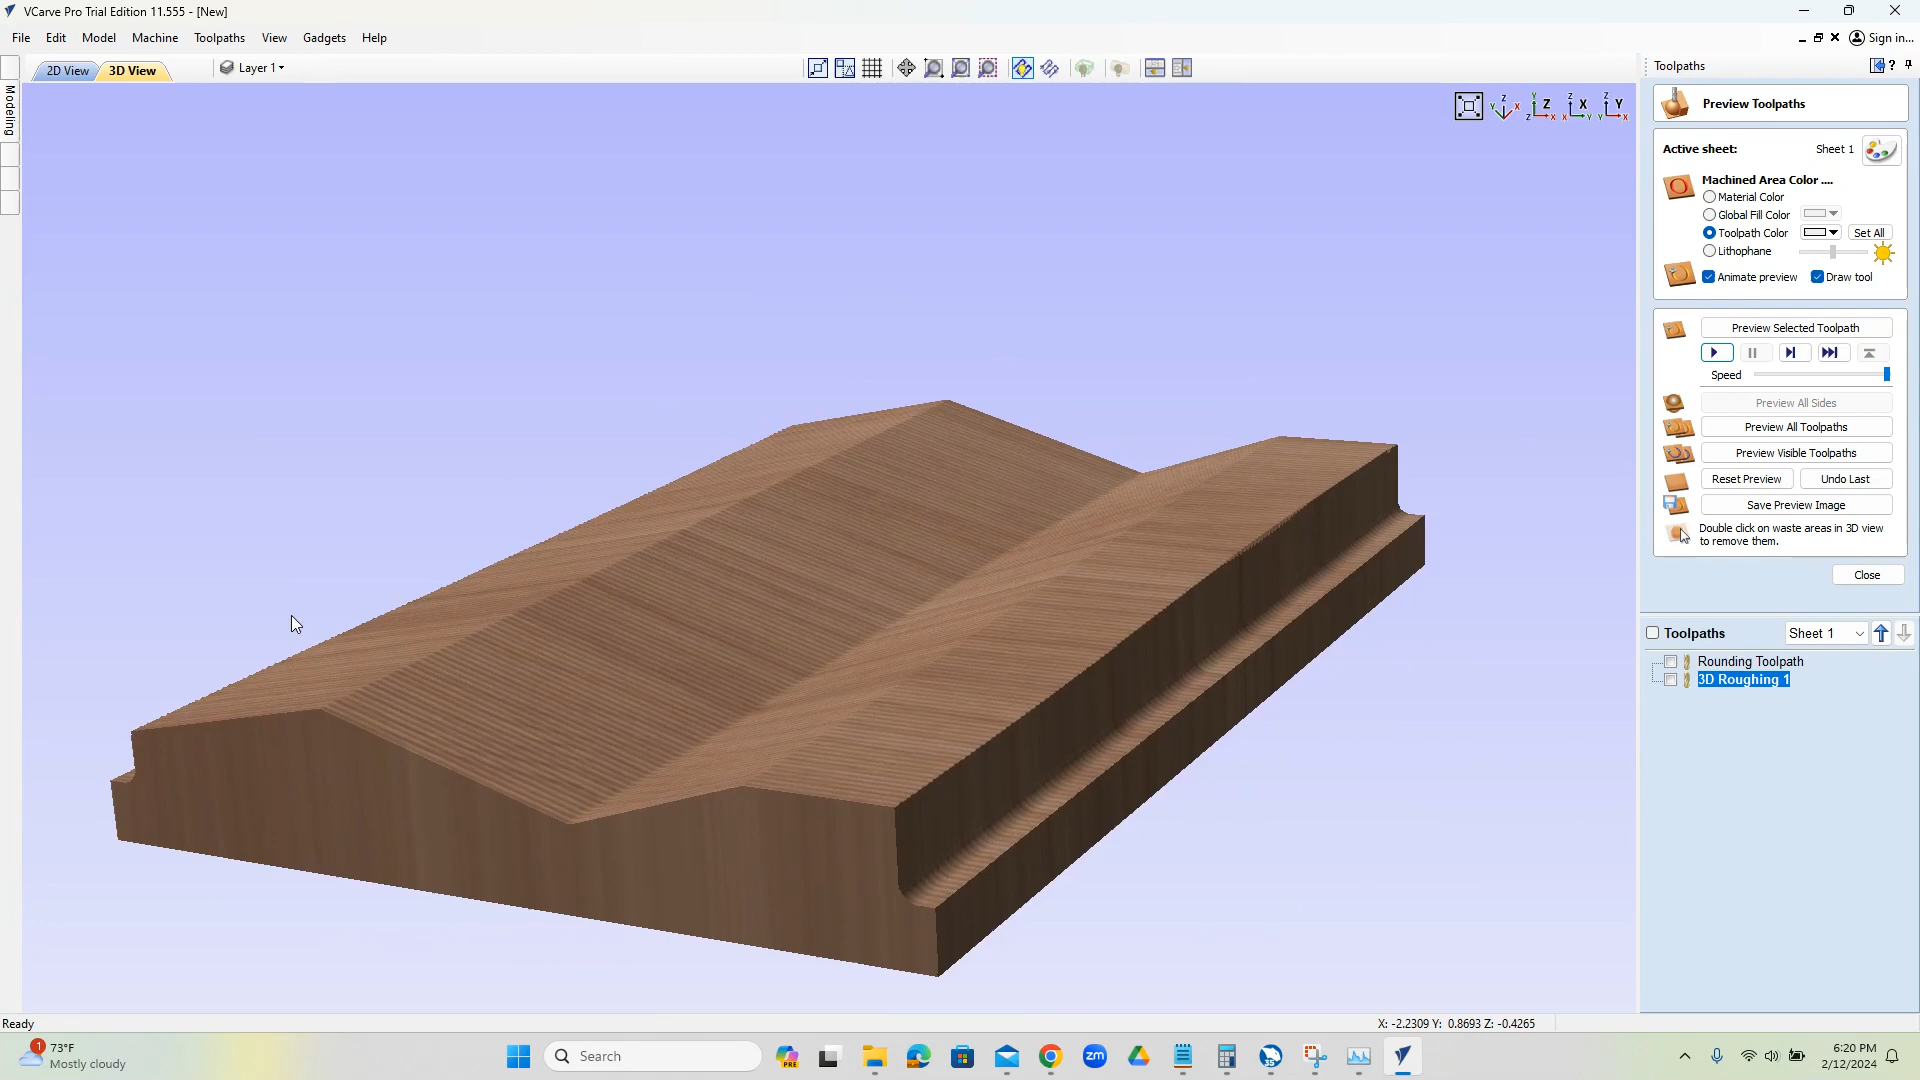 VCarve Pro Trial Edition 11.555 - [New]
File Edit Model Machine Toolpaths View Gadgets Help
Sign in...
2D View 3D View Layer 1
Modeling
Z Y X
Y Z Z X
Z X X Y
Z Y Y X
Toolpaths
?
Preview Toolpaths
Active sheet: Sheet 1
Machined Area Color ....
Material Color
Global Fill Color
Toolpath Color Set All
Lithophane
Animate preview Draw tool
Preview Selected Toolpath
Speed
Preview All Sides
Preview All Toolpaths
Preview Visible Toolpaths
Reset Preview Undo Last
Save Preview Image
Double click on waste areas in 3D view
to remove them.
Close
Toolpaths Sheet 1
Rounding Toolpath
3D Roughing 1
Ready
X: -2.2309 Y: 0.8693 Z: -0.4265
1
73°F
Mostly cloudy
Search
PRE
zm
6:20 PM
2/12/2024